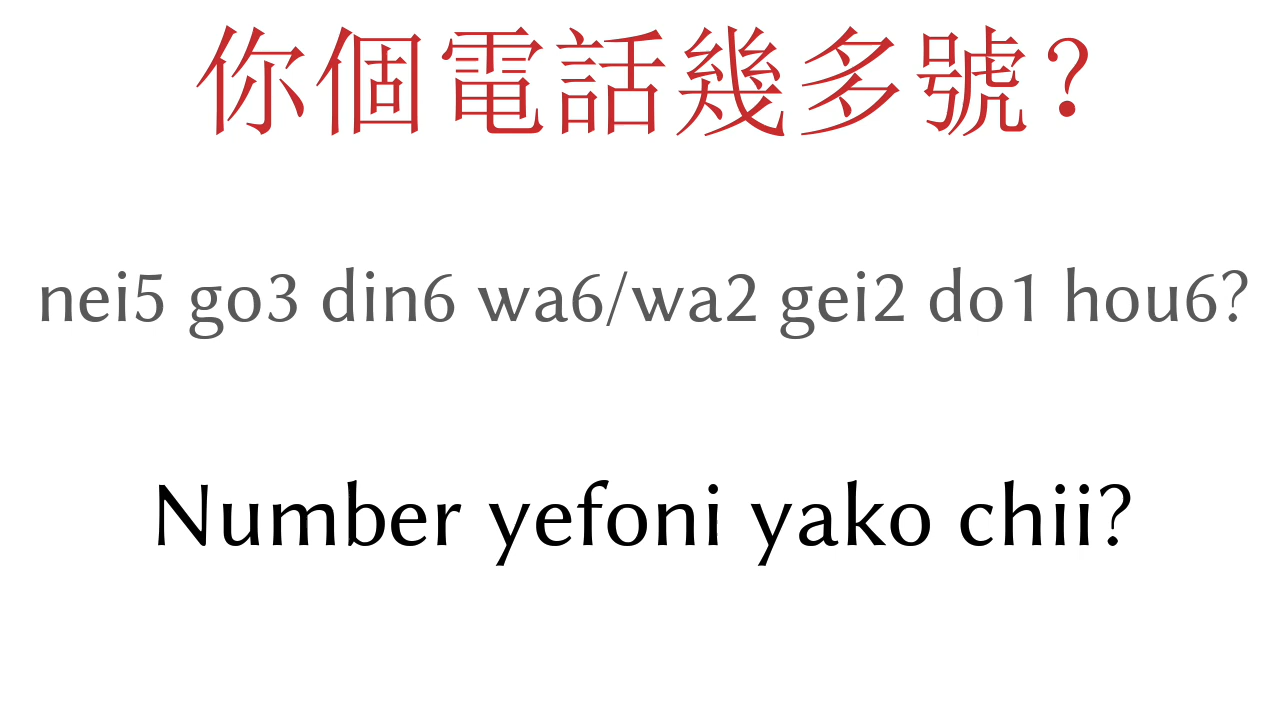 你個電話幾多號？
nei5 go3 din6 wa6/wa2 gei2 do1 hou6?
Number yefoni yako chii?